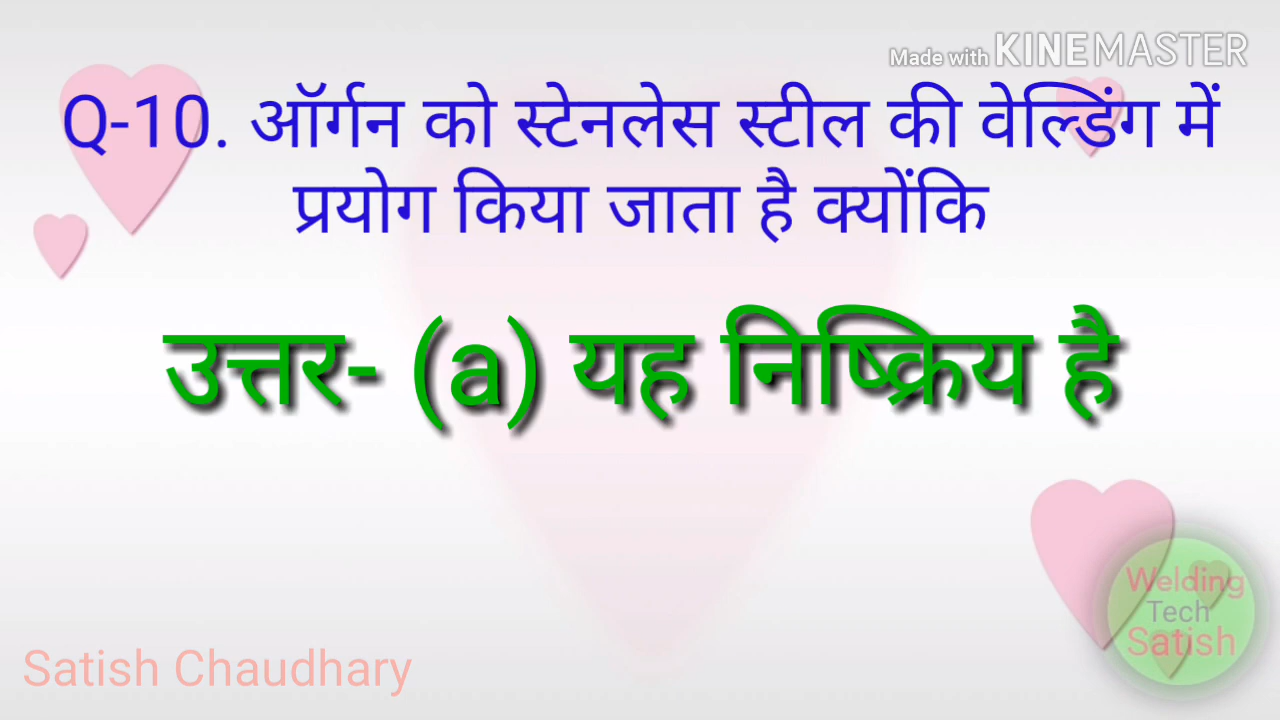 Made with KINEMASTER
Q-10. ऑर्गन को स्टेनलेस स्टील की वेल्डिंग में
प्रयोग किया जाता है क्योंकि
उत्तर- (a) यह निष्क्रिय है
Welding
Tech
Satish
Satish Chaudhary